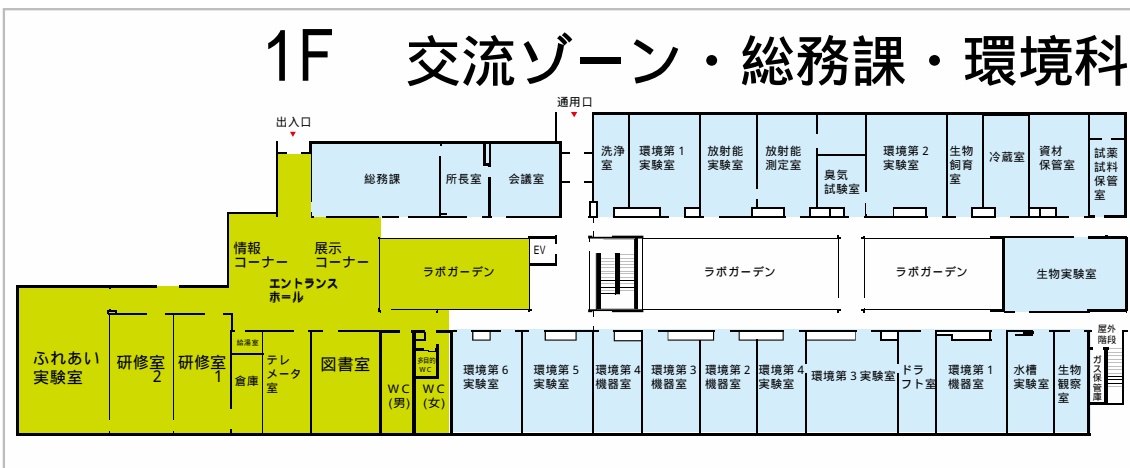 1F 交流ゾーン・総務課・環境科
通用口
出入口
総務課
所長室
会議室
洗浄
室
環境第1
実験室
放射能
実験室
放射能
測定室
臭気
試験室
環境第2
実験室
生物
飼育
室
冷蔵室
資材
保管室
試薬
試料
保管
室
情報
コーナー
展示
コーナー
エントランス
ホール
ラボガーデン
EV
ラボガーデン
ラボガーデン
生物実験室
ふれあい
実験室
研修室
2
研修室
1
給湯室
倉庫
テレ
メータ
室
図書室
WC
(男)
多目的
WC
WC
(女)
環境第6
実験室
環境第5
実験室
環境第4
機器室
環境第3
機器室
環境第2
機器室
環境第4
実験室
環境第3実験室
ドラ
フト室
環境第1
機器室
水槽
実験室
生物
観察
室
屋外
階段
ガス保管庫